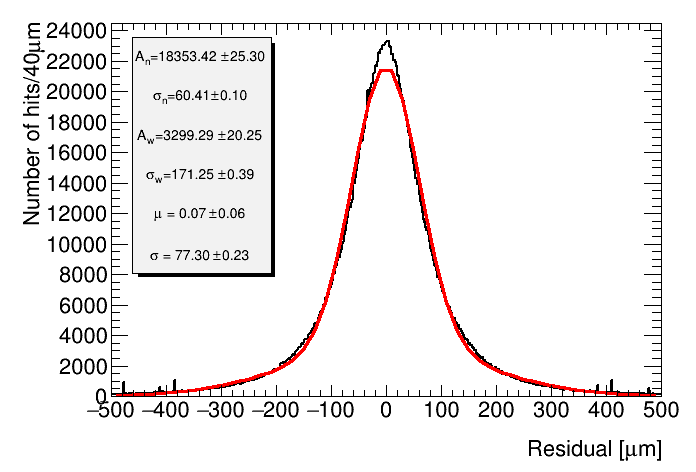 Number of hits/40μm
24000
22000
20000
18000
16000
14000
12000
10000
8000
6000
4000
2000
0
Aₙ=18353.42 ±25.30
σₙ=60.41±0.10
A_w=3299.29 ±20.25
σ_w=171.25 ±0.39
μ = 0.07 ±0.06
σ = 77.30 ±0.23
−500 −400 −300 −200 −100 0 100 200 300 400 500
Residual [μm]